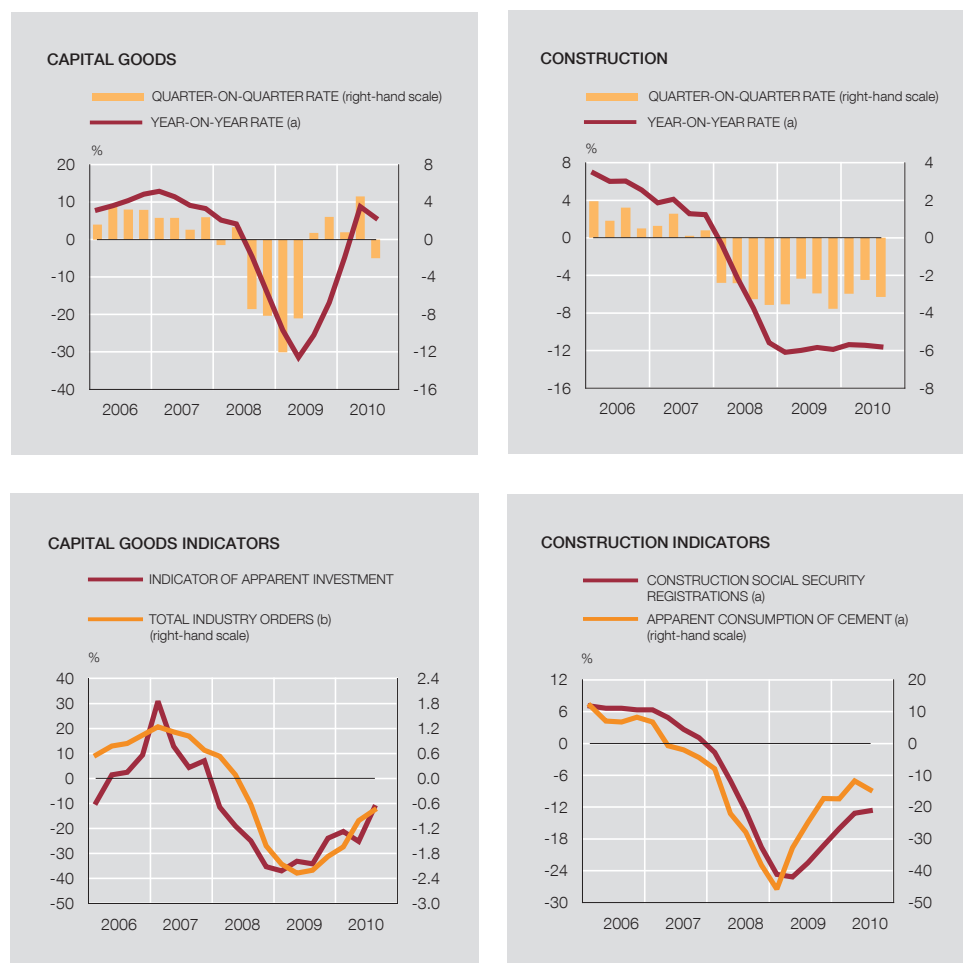 CAPITAL GOODS
QUARTER-ON-QUARTER RATE (right-hand scale)
YEAR-ON-YEAR RATE (a)
%
20 8
10 4
0 0
-10 -4
-20 -8
-30 -12
-40 -16
2006 2007 2008 2009 2010
CONSTRUCTION
QUARTER-ON-QUARTER RATE (right-hand scale)
YEAR-ON-YEAR RATE (a)
%
8 4
4 2
0 0
-4 -2
-8 -4
-12 -6
-16 -8
2006 2007 2008 2009 2010
CAPITAL GOODS INDICATORS
INDICATOR OF APPARENT INVESTMENT
TOTAL INDUSTRY ORDERS (b)
(right-hand scale)
%
40 2.4
30 1.8
20 1.2
10 0.6
0 0.0
-10 -0.6
-20 -1.2
-30 -1.8
-40 -2.4
-50 -3.0
2006 2007 2008 2009 2010
CONSTRUCTION INDICATORS
CONSTRUCTION SOCIAL SECURITY
REGISTRATIONS (a)
APPARENT CONSUMPTION OF CEMENT (a)
(right-hand scale)
%
12 20
6 10
0 0
-6 -10
-12 -20
-18 -30
-24 -40
-30 -50
2006 2007 2008 2009 2010